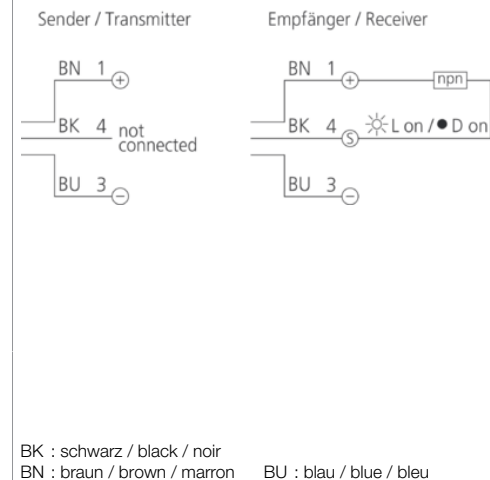 Sender / Transmitter
BN 1 +
BK 4 not connected
BU 3 −
Empfänger / Receiver
BN 1 + npn
BK 4 S L on / D on
BU 3 −
BK : schwarz / black / noir
BN : braun / brown / marron BU : blau / blue / bleu